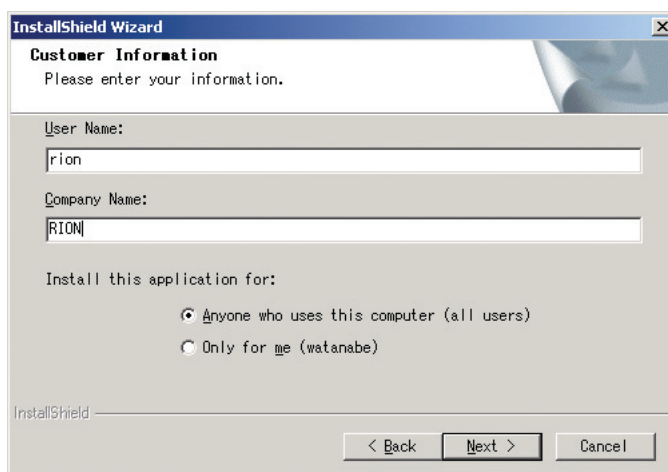 InstallShield Wizard
Customer Information
Please enter your information.
User Name:
rion
Company Name:
RION
Install this application for:
Anyone who uses this computer (all users)
Only for me (watanabe)
InstallShield
< Back Next > Cancel